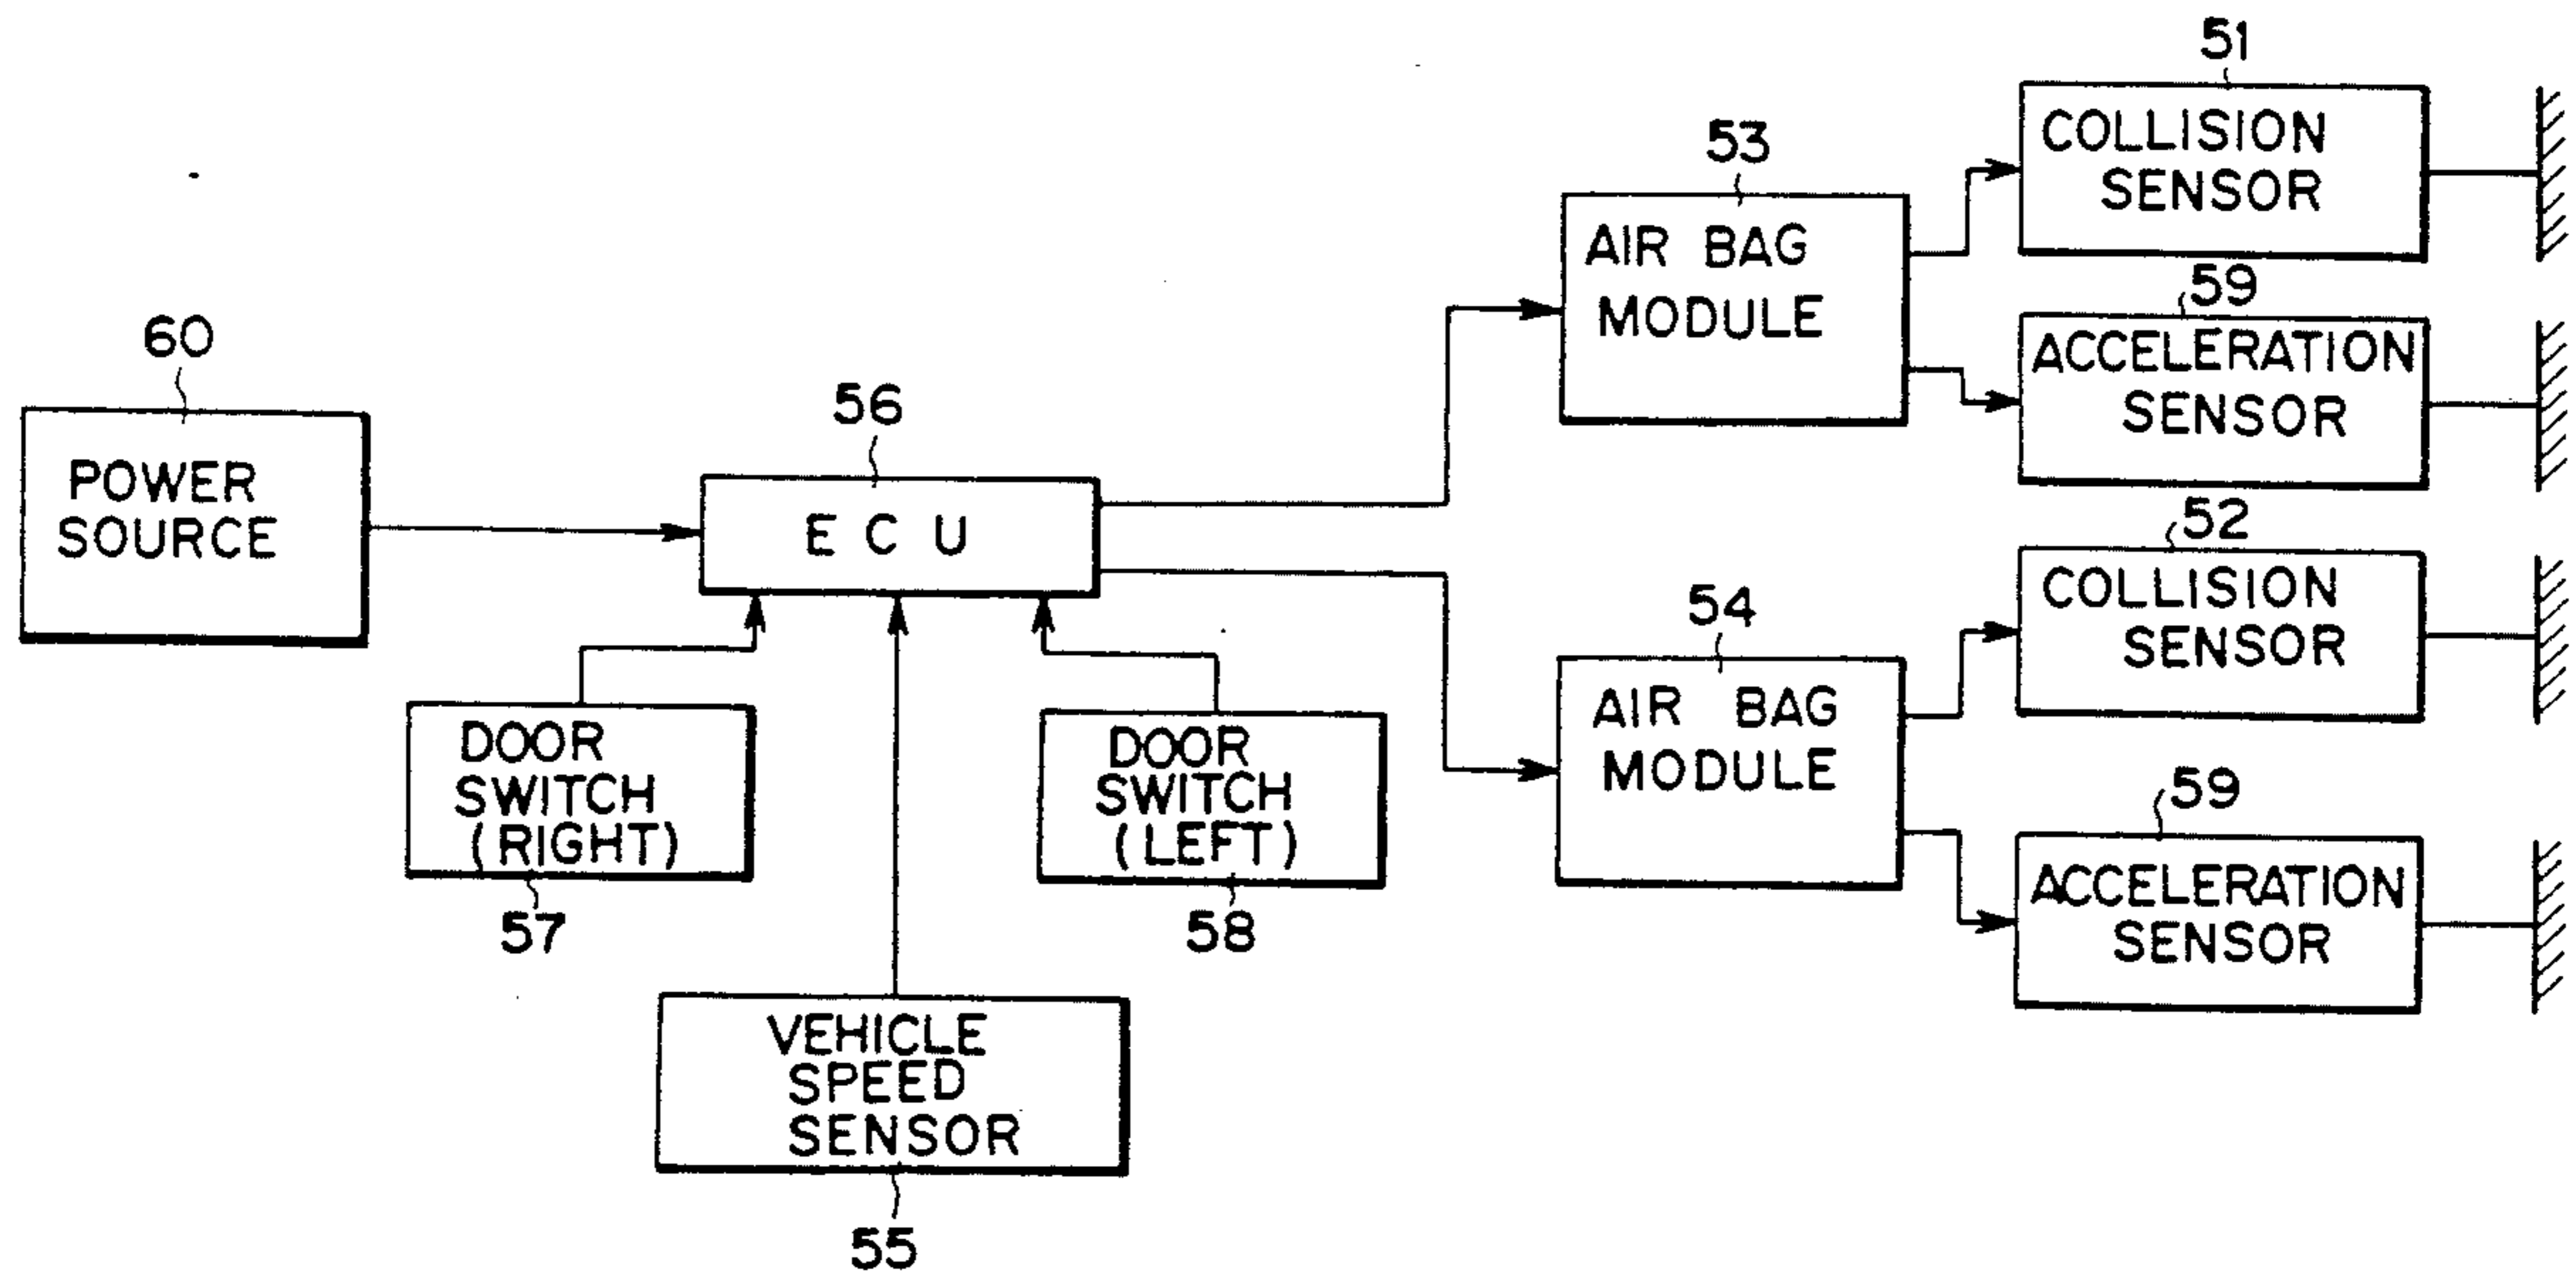 60
POWER
SOURCE
56
E C U
DOOR
SWITCH
(RIGHT)
57
DOOR
SWITCH
(LEFT)
58
VEHICLE
SPEED
SENSOR
55
53
AIR BAG
MODULE
54
AIR BAG
MODULE
51
COLLISION
SENSOR
59
ACCELERATION
SENSOR
52
COLLISION
SENSOR
59
ACCELERATION
SENSOR